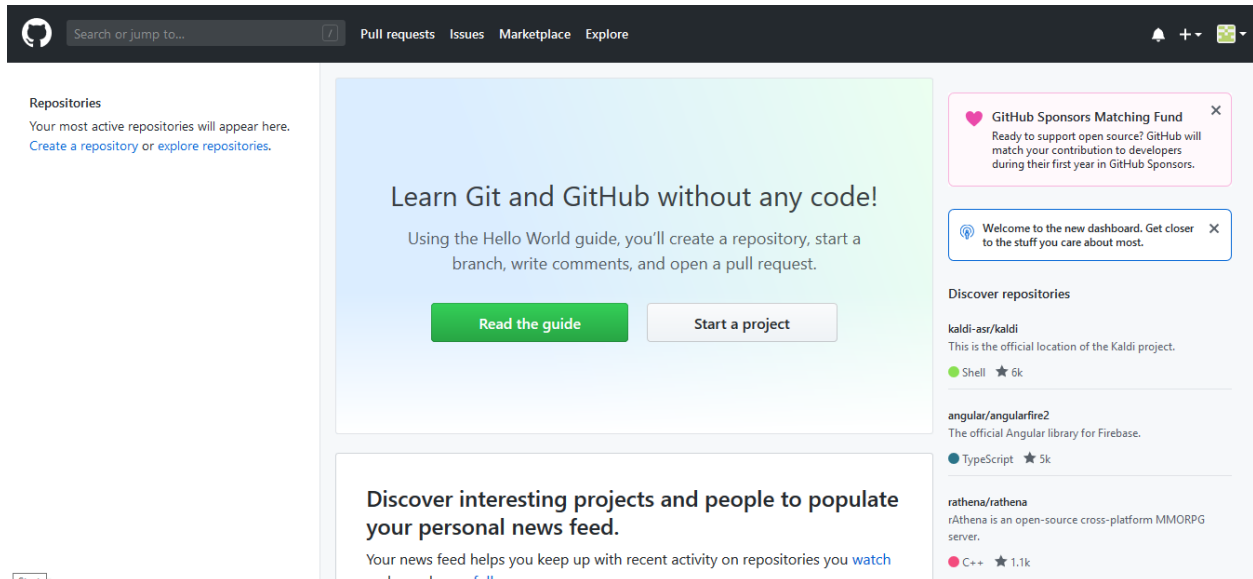 Search or jump to...
/
Pull requests Issues Marketplace Explore
Repositories
Your most active repositories will appear here.
Create a repository or explore repositories.
Learn Git and GitHub without any code!
Using the Hello World guide, you'll create a repository, start a
branch, write comments, and open a pull request.
Read the guide
Start a project
Discover interesting projects and people to populate
your personal news feed.
Your news feed helps you keep up with recent activity on repositories you watch
GitHub Sponsors Matching Fund
Ready to support open source? GitHub will
match your contribution to developers
during their first year in GitHub Sponsors.
Welcome to the new dashboard. Get closer
to the stuff you care about most.
Discover repositories
kaldi-asr/kaldi
This is the official location of the Kaldi project.
Shell 6k
angular/angularfire2
The official Angular library for Firebase.
TypeScript 5k
rathena/rathena
rAthena is an open-source cross-platform MMORPG
server.
C++ 1.1k